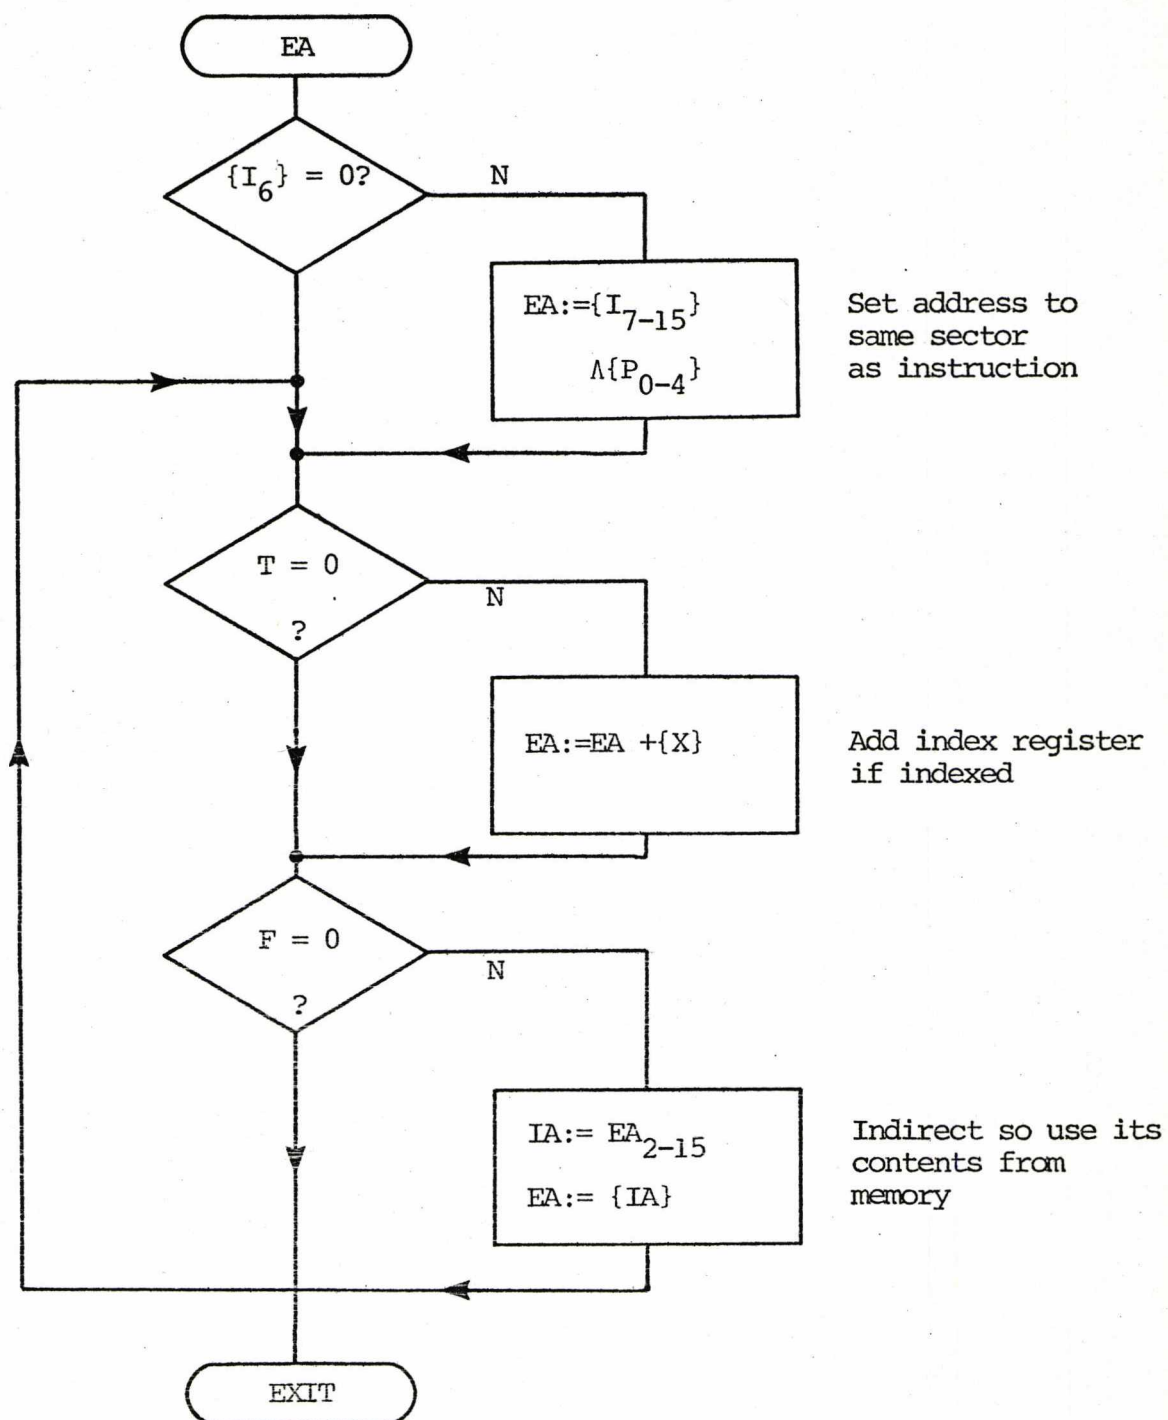 EA
{I6} = 0?
N
EA:={I7-15}
Λ{P0-4}
Set address to
same sector
as instruction
T = 0
?
N
EA:=EA +{X}
Add index register
if indexed
F = 0
?
N
IA:= EA2-15
EA:= {IA}
Indirect so use its
contents from
memory
EXIT